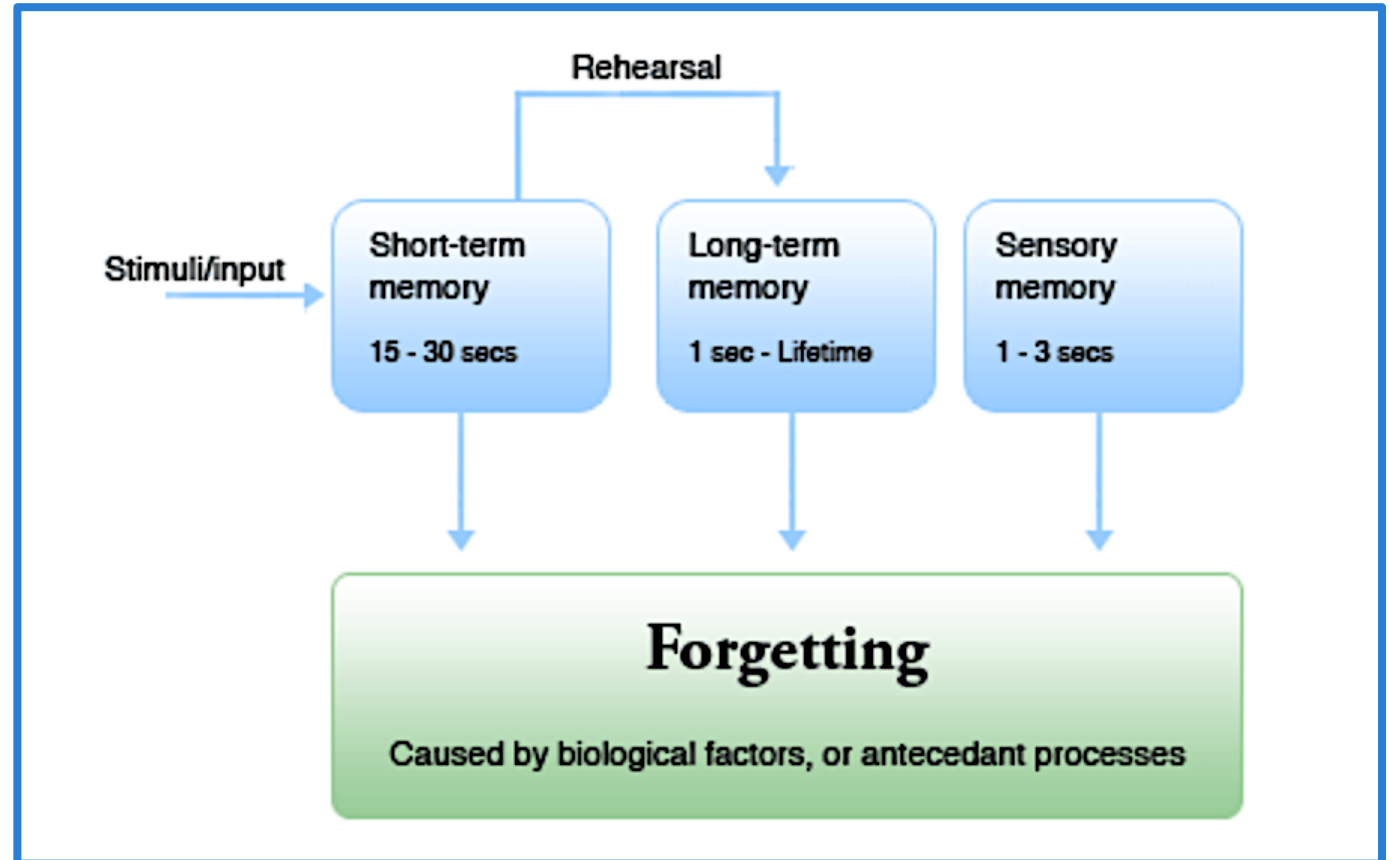 Rehearsal
Stimuli/input
Short-term
memory
15 - 30 secs
Long-term
memory
1 sec - Lifetime
Sensory
memory
1 - 3 secs
Forgetting
Caused by biological factors, or antecedant processes